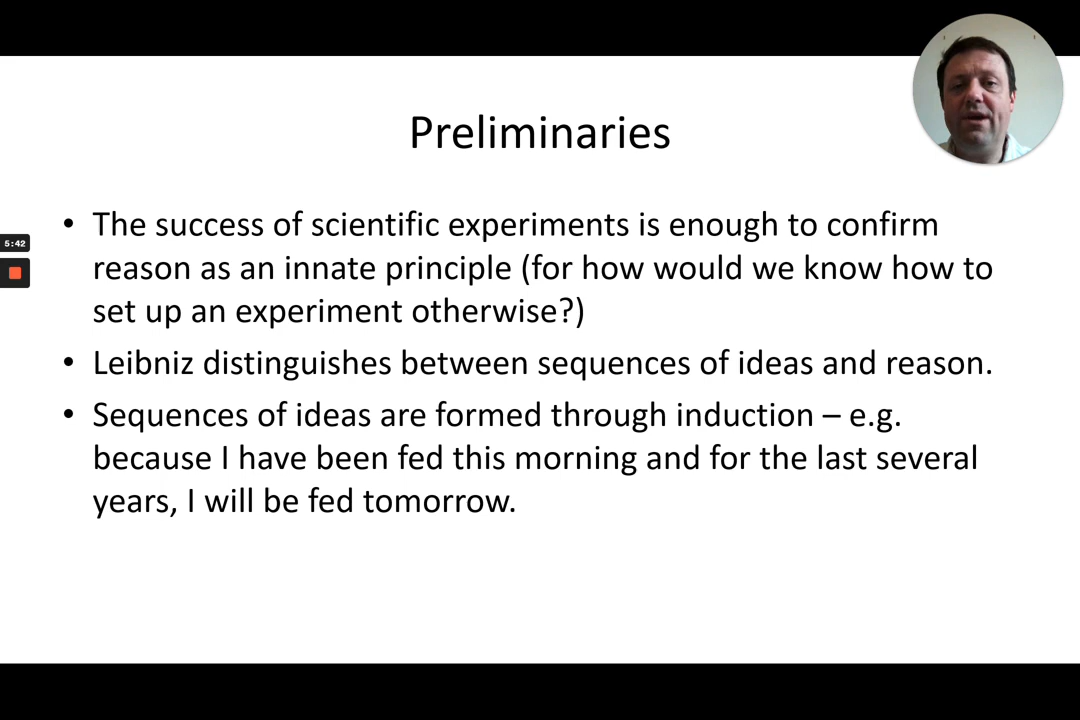 Preliminaries
• The success of scientific experiments is enough to confirm
reason as an innate principle (for how would we know how to
set up an experiment otherwise?)
• Leibniz distinguishes between sequences of ideas and reason.
• Sequences of ideas are formed through induction – e.g.
because I have been fed this morning and for the last several
years, I will be fed tomorrow.
5:42